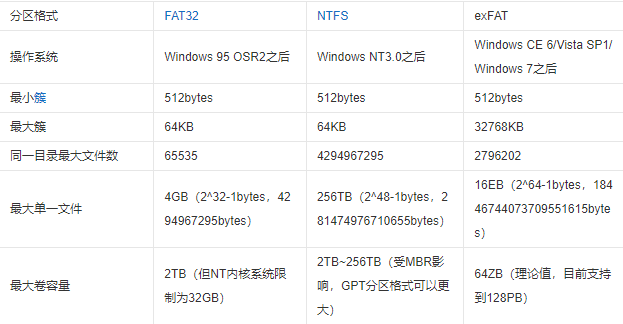 分区格式
FAT32
NTFS
exFAT
操作系统
Windows 95 OSR2之后
Windows NT3.0之后
Windows CE 6/Vista SP1/
Windows 7之后
最小簇
512bytes
512bytes
512bytes
最大簇
64KB
64KB
32768KB
同一目录最大文件数
65535
4294967295
2796202
最大单一文件
4GB（2^32-1bytes，42
94967295bytes）
256TB（2^48-1bytes，2
81474976710655bytes）
16EB（2^64-1bytes，184
46744073709551615byte
s）
最大卷容量
2TB（但NT内核系统限
制为32GB）
2TB~256TB（受MBR影
响，GPT分区格式可以更
大）
64ZB（理论值，目前支持
到128PB）